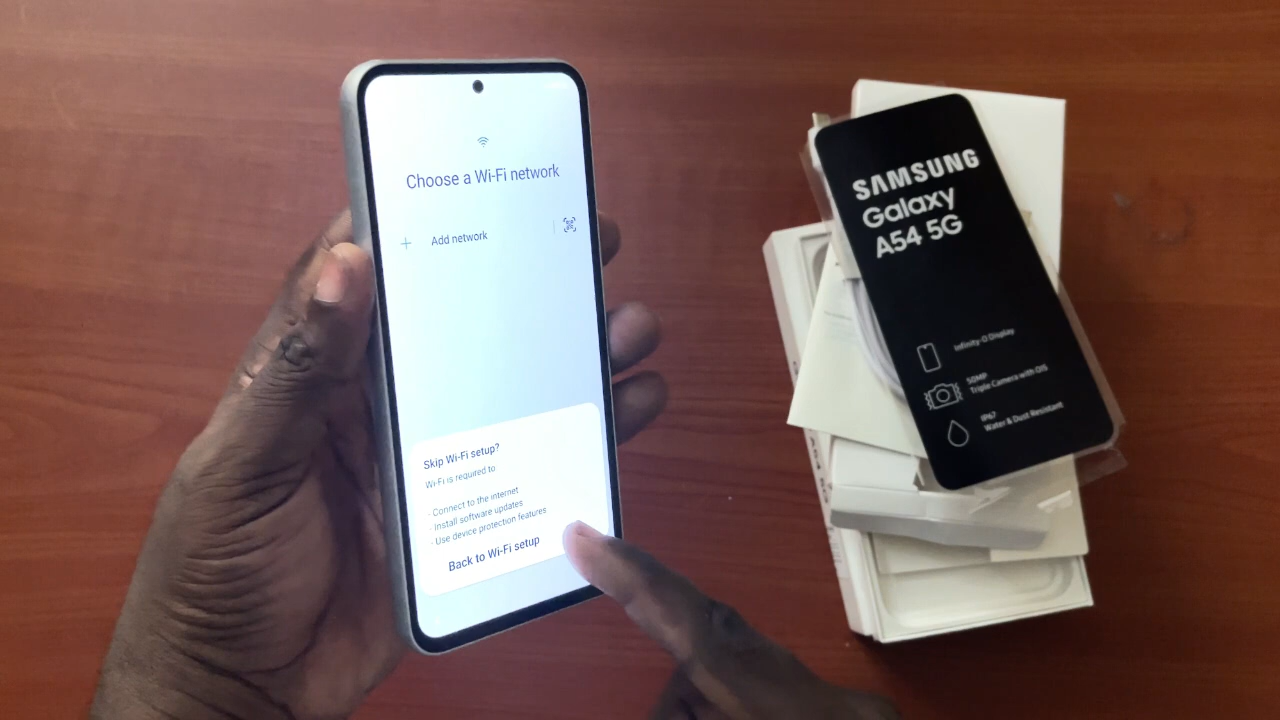 Choose a Wi-Fi network
Add network
Skip Wi-Fi setup?
Wi-Fi is required to
- Connect to the internet
- Install software updates
- Use device protection features
Back to Wi-Fi setup
SAMSUNG
Galaxy
A54 5G
Infinity-O Display
50MP
Triple Camera with OIS
IP67
Water & Dust Resistant